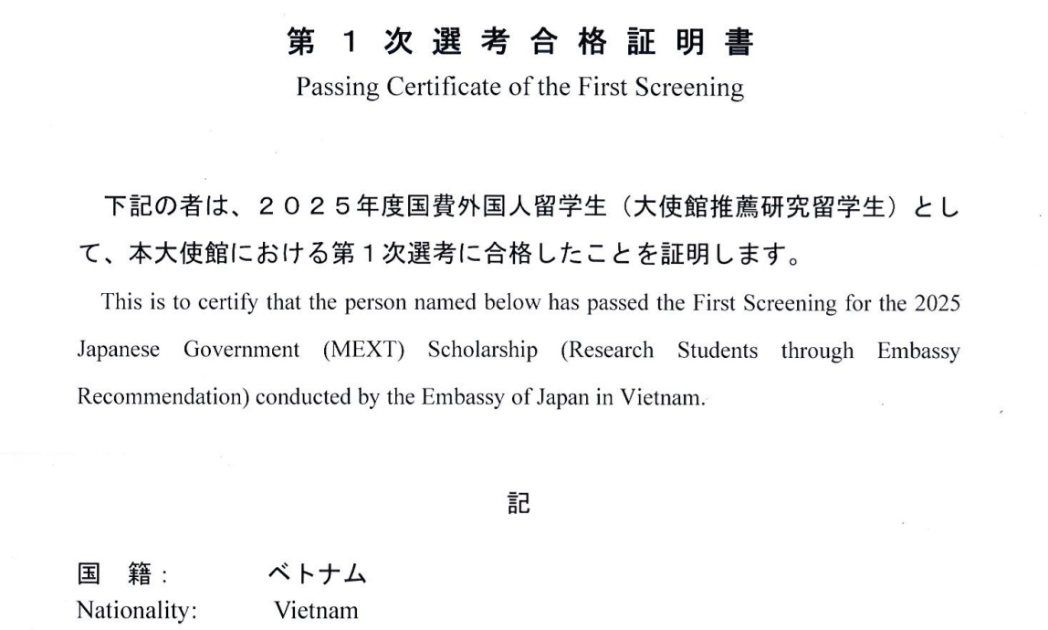 第 1 次 選 考 合 格 証 明 書
Passing Certificate of the First Screening
下記の者は、２０２５年度国費外国人留学生（大使館推薦研究留学生）とし
て、本大使館における第１次選考に合格したことを証明します。
This is to certify that the person named below has passed the First Screening for the 2025
Japanese Government (MEXT) Scholarship (Research Students through Embassy
Recommendation) conducted by the Embassy of Japan in Vietnam.
記
国 籍： ベトナム
Nationality: Vietnam